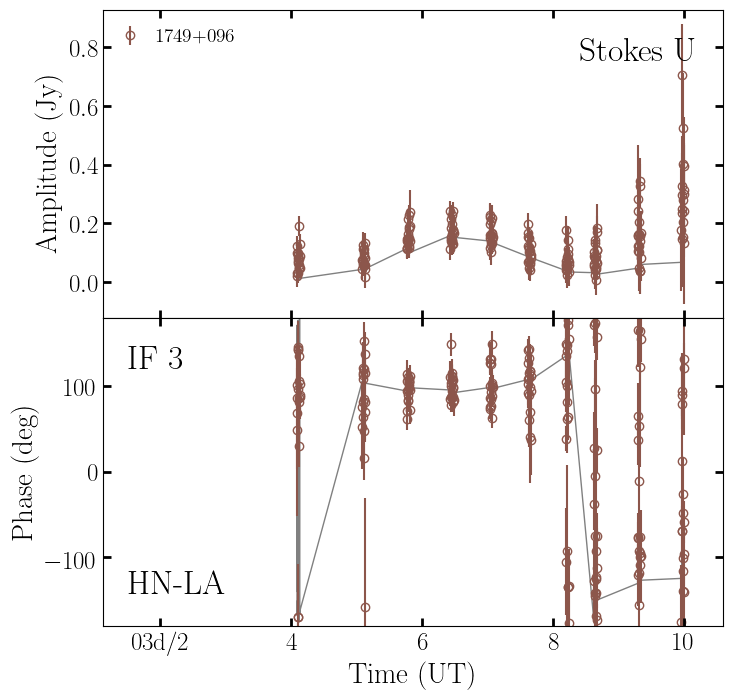 1749+096
Stokes U
0.8
0.6
0.4
0.2
0.0
Amplitude (Jy)
IF 3
100
0
−100
Phase (deg)
HN-LA
03d/2 4 6 8 10
Time (UT)